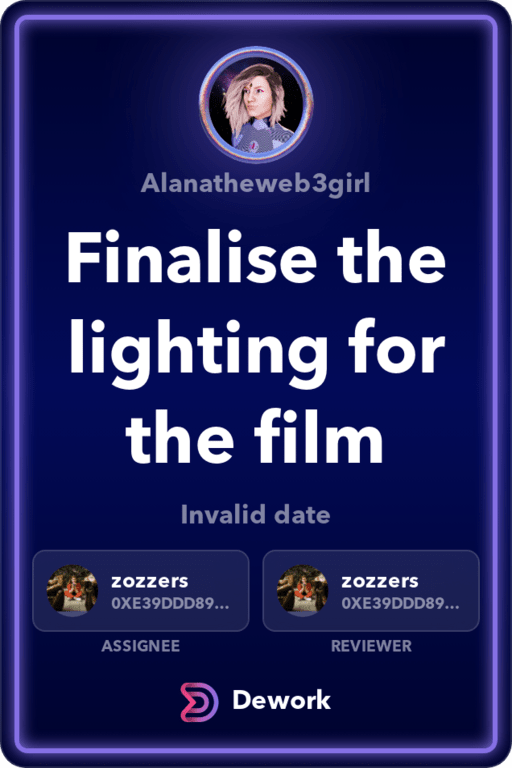 Alanatheweb3girl
Finalise the
lighting for
the film
Invalid date
zozzers
0XE39DDD89...
ASSIGNEE
zozzers
0XE39DDD89...
REVIEWER
Dework